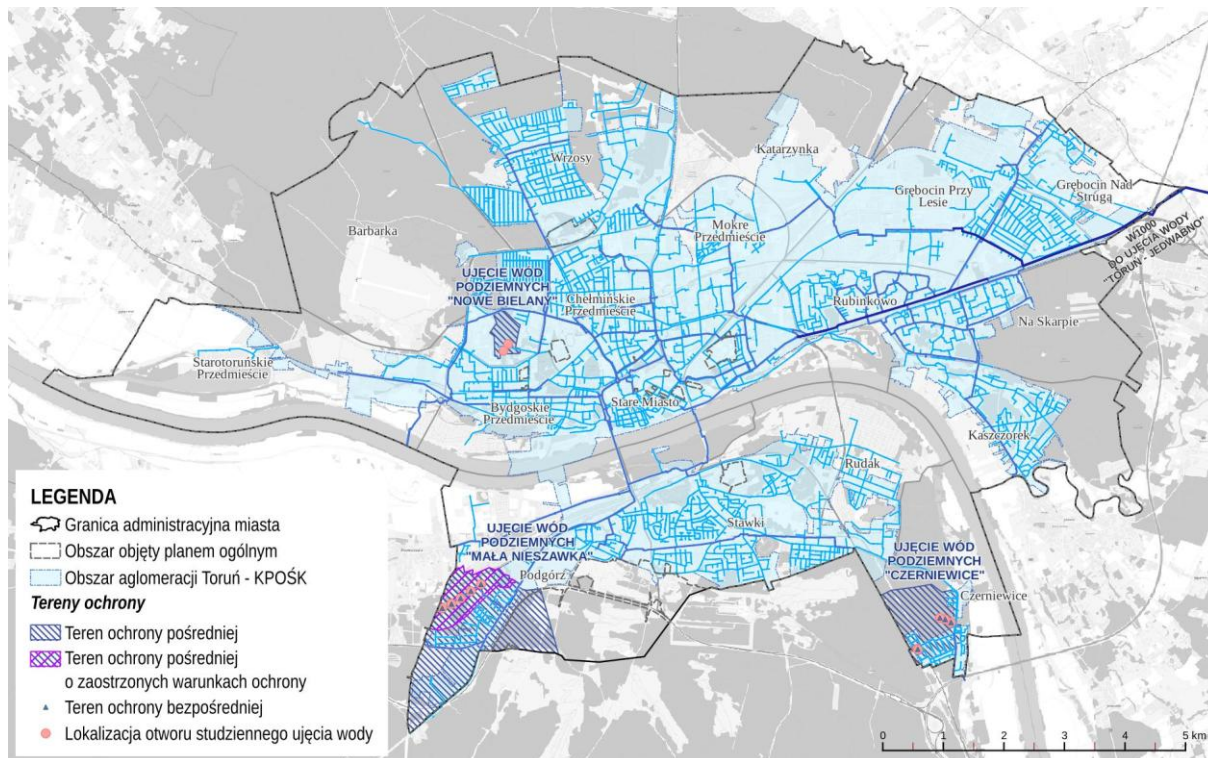 Wrzosy
Katarzynka
Grębocin Przy
Lesie
Grębocin Nad
Strugą
Mokre
Przedmieście
Barbarka
W1000
DO UJĘCIA WODY
"TORUŃ - JEDWABNO"
UJĘCIE WÓD
PODZIEMNYCH
"NOWE BIELANY"
Chełmińskie
Przedmieście
Rubinkowo
Na Skarpie
Starotoruńskie
Przedmieście
Bydgoskie
Przedmieście
Stare Miasto
Kaszczorek
Rudak
Stawki
UJĘCIE WÓD
PODZIEMNYCH
"MAŁA NIESZAWKA"
Podgórz
UJĘCIE WÓD
PODZIEMNYCH
"CZERNIEWICE"
Czerniewice
LEGENDA
Granica administracyjna miasta
Obszar objęty planem ogólnym
Obszar aglomeracji Toruń - KPOŚK
Tereny ochrony
Teren ochrony pośredniej
Teren ochrony pośredniej
o zaostrzonych warunkach ochrony
Teren ochrony bezpośredniej
Lokalizacja otworu studziennego ujęcia wody
0 1 2 3 4 5 km